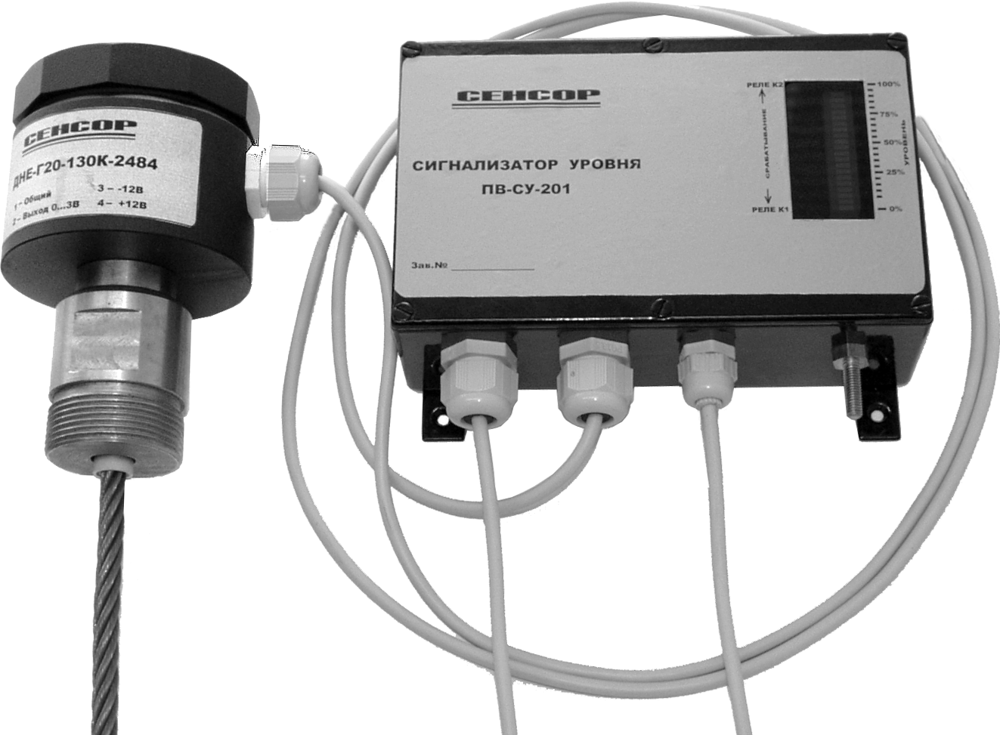 СЕНСОР
ДНЕ-Г20-130К-2484
1 – Общий
2 – Выход 0...3В
3 – -12В
4 – +12В
СЕНСОР
СИГНАЛИЗАТОР УРОВНЯ
ПВ-СУ-201
Зав.№
РЕЛЕ К2
СРАБАТЫВАНИЕ
РЕЛЕ К1
100%
75%
50%
25%
0%
УРОВЕНЬ